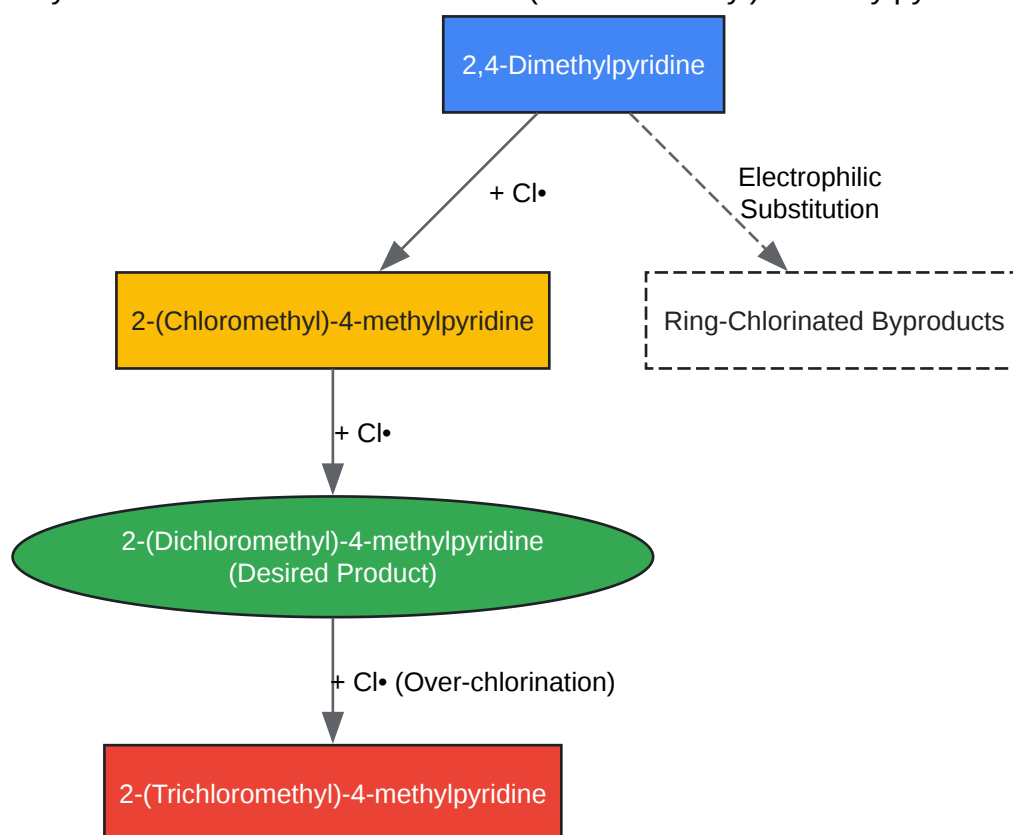 2,4-Dimethylpyridine
+ Cl•
Electrophilic
Substitution
2-(Chloromethyl)-4-methylpyridine
Ring-Chlorinated Byproducts
+ Cl•
2-(Dichloromethyl)-4-methylpyridine
(Desired Product)
+ Cl• (Over-chlorination)
2-(Trichloromethyl)-4-methylpyridine